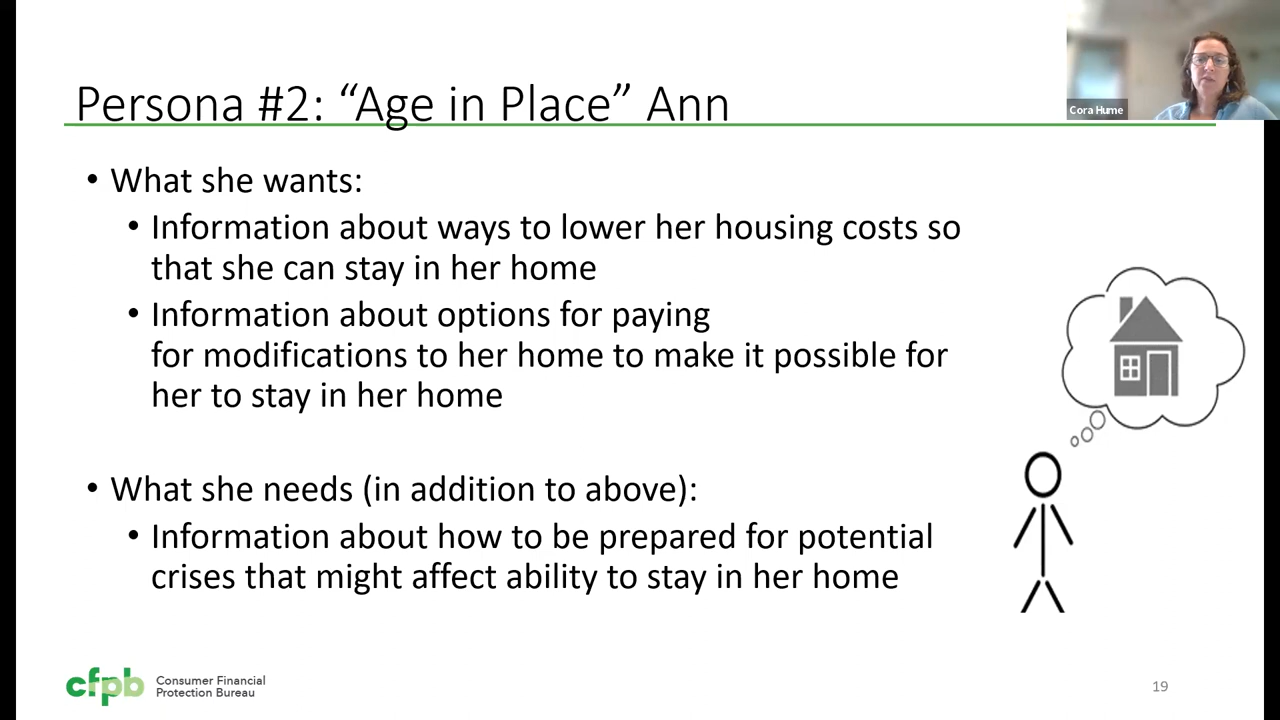 Persona #2: “Age in Place” Ann
Cora Hume
• What she wants:
• Information about ways to lower her housing costs so
that she can stay in her home
• Information about options for paying
for modifications to her home to make it possible for
her to stay in her home
• What she needs (in addition to above):
• Information about how to be prepared for potential
crises that might affect ability to stay in her home
cfpb
Consumer Financial
Protection Bureau
19